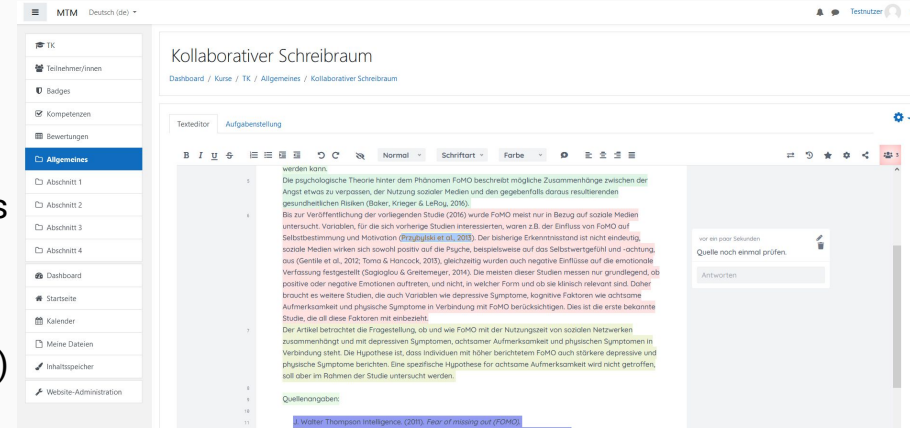 MTM Deutsch (de)
Testnutzer
TK
Teilnehmer/innen
Badges
Kompetenzen
Bewertungen
Allgemeines
Abschnitt 1
Abschnitt 2
Abschnitt 3
Abschnitt 4
Dashboard
Startseite
Kalender
Meine Dateien
Inhaltsspeicher
Website-Administration
s
)
Kollaborativer Schreibraum
Dashboard / Kurse / TK / Allgemeines / Kollaborativer Schreibraum
Texteditor Aufgabenstellung
B I U S Normal Schriftart Farbe 3
werden kann.
5 Die psychologische Theorie hinter dem Phänomen FoMO beschreibt mögliche Zusammenhänge zwischen der
Angst etwas zu verpassen, der Nutzung sozialer Medien und den gegebenfalls daraus resultierenden
gesundheitlichen Risiken (Baker, Krieger & LeRoy, 2016).
6 Bis zur Veröffentlichung der vorliegenden Studie (2016) wurde FoMO meist nur in Bezug auf soziale Medien
untersucht. Variablen, für die sich vorherige Studien interessierten, waren z.B. der Einfluss von FoMO auf
Selbstbestimmung und Motivation (Przybylski et al., 2013). Der bisherige Erkenntnisstand ist nicht eindeutig,
soziale Medien wirken sich sowohl positiv auf die Psyche, beispielsweise auf das Selbstwertgefühl und -achtung,
aus (Gentile et al., 2012; Toma & Hancock, 2013), gleichzeitig wurden auch negative Einflüsse auf die emotionale
Verfassung festgestellt (Sagioglou & Greitemeyer, 2014). Die meisten dieser Studien messen nur grundlegend, ob
positive oder negative Emotionen auftreten, und nicht, in welcher Form und ob sie klinisch relevant sind. Daher
braucht es weitere Studien, die auch Variablen wie depressive Symptome, kognitive Faktoren wie achtsame
Aufmerksamkeit und physische Symptome in Verbindung mit FoMO berücksichtigen. Dies ist die erste bekannte
Studie, die all diese Faktoren mit einbezieht.
7 Der Artikel betrachtet die Fragestellung, ob und wie FoMO mit der Nutzungszeit von sozialen Netzwerken
zusammenhängt und mit depressiven Symptomen, achtsamer Aufmerksamkeit und physischen Symptomen in
Verbindung steht. Die Hypothese ist, dass Individuen mit höher berichtetem FoMO auch stärkere depressive und
physische Symptome berichten. Eine spezifische Hypothese für achtsame Aufmerksamkeit wird nicht getroffen,
soll aber im Rahmen der Studie untersucht werden.
8
9 Quellenangaben:
10
11 J. Walter Thompson Intelligence. (2011). Fear of missing out (FOMO).
vor ein paar Sekunden
Quelle noch einmal prüfen.
Antworten